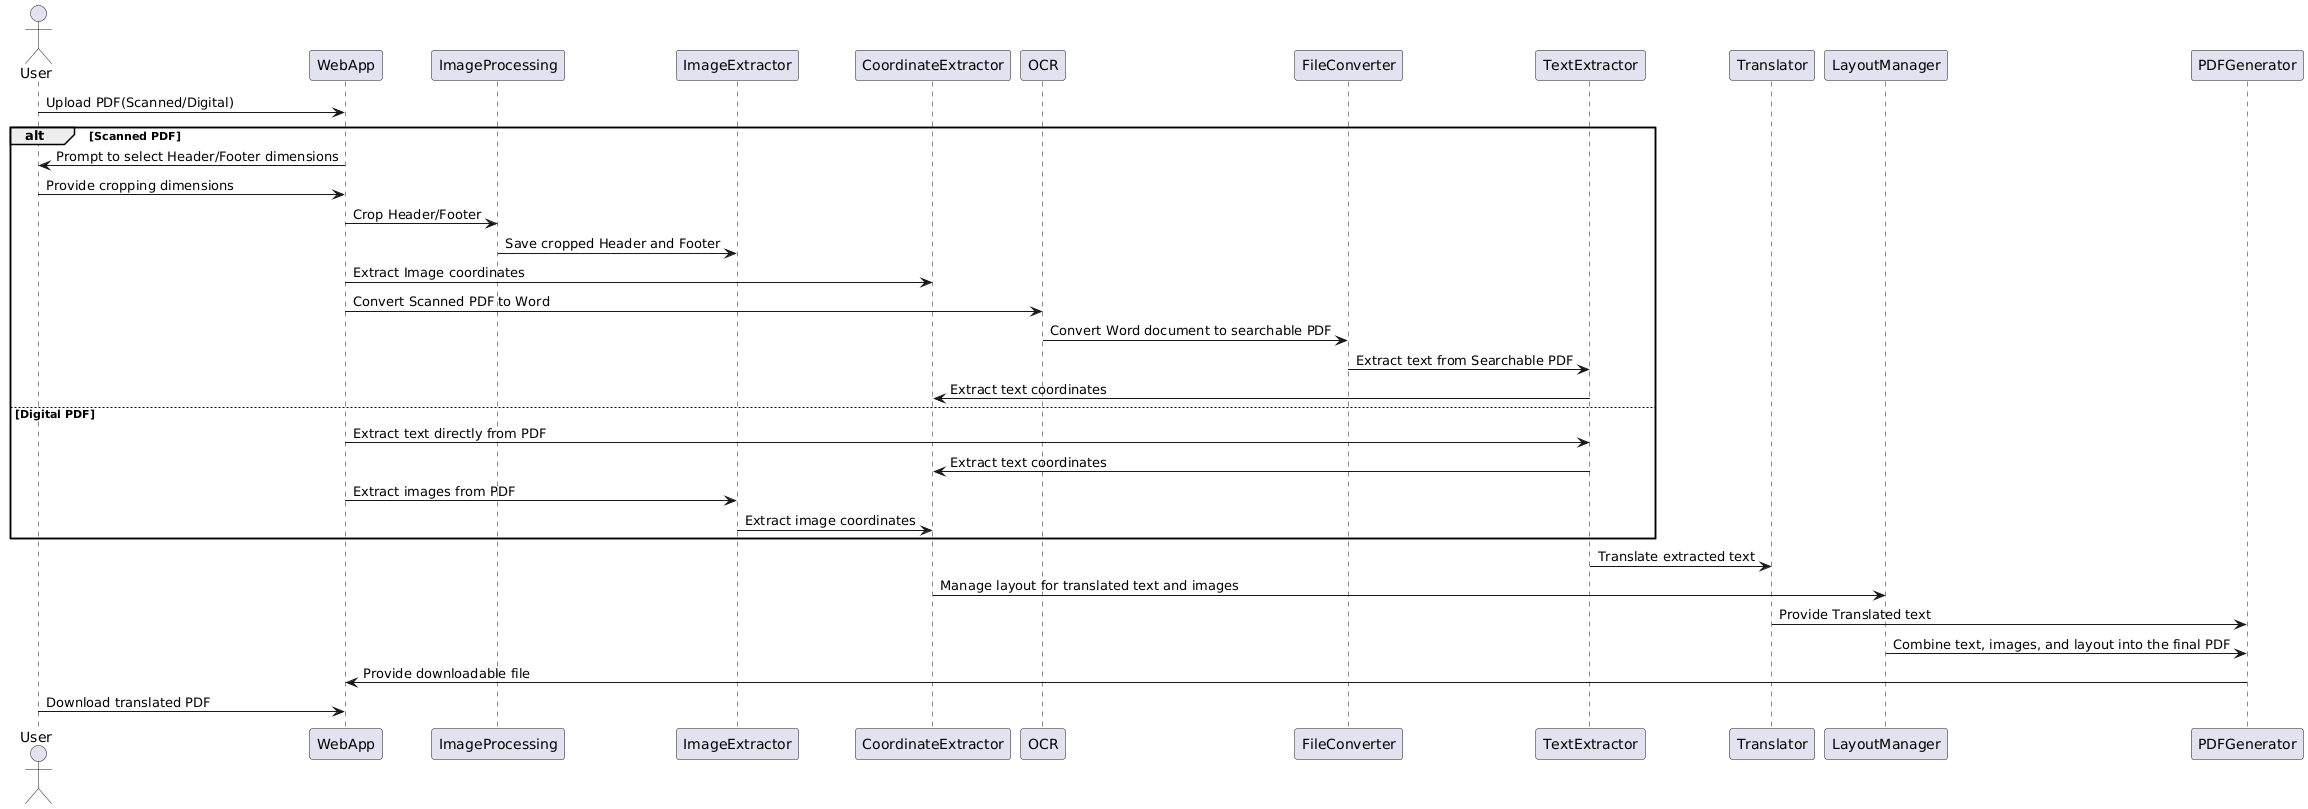 User
WebApp
ImageProcessing
ImageExtractor
CoordinateExtractor
OCR
FileConverter
TextExtractor
Translator
LayoutManager
PDFGenerator
Upload PDF(Scanned/Digital)
alt [Scanned PDF]
Prompt to select Header/Footer dimensions
Provide cropping dimensions
Crop Header/Footer
Save cropped Header and Footer
Extract Image coordinates
Convert Scanned PDF to Word
Convert Word document to searchable PDF
Extract text from Searchable PDF
Extract text coordinates
[Digital PDF]
Extract text directly from PDF
Extract text coordinates
Extract images from PDF
Extract image coordinates
Translate extracted text
Manage layout for translated text and images
Provide Translated text
Combine text, images, and layout into the final PDF
Provide downloadable file
Download translated PDF
User
WebApp
ImageProcessing
ImageExtractor
CoordinateExtractor
OCR
FileConverter
TextExtractor
Translator
LayoutManager
PDFGenerator